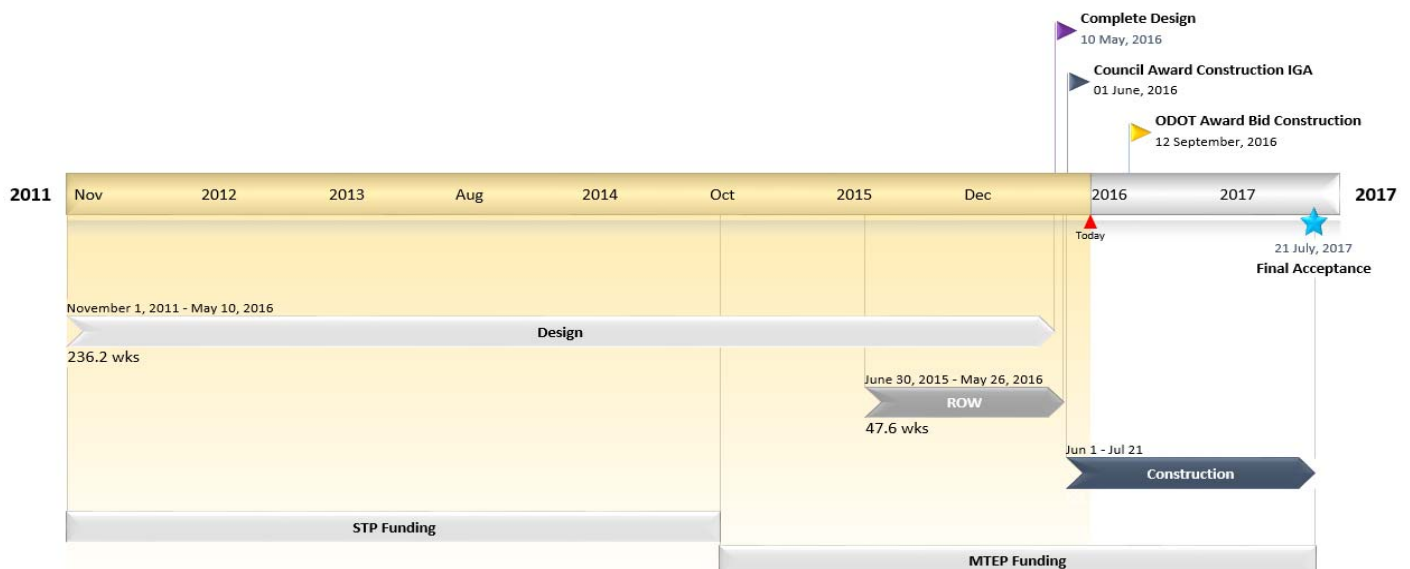 Complete Design
10 May, 2016
Council Award Construction IGA
01 June, 2016
ODOT Award Bid Construction
12 September, 2016
2011 Nov 2012 2013 Aug 2014 Oct 2015 Dec 2016 2017 2017
Today
21 July, 2017
Final Acceptance
November 1, 2011 - May 10, 2016
Design
236.2 wks
June 30, 2015 - May 26, 2016
ROW
47.6 wks
Jun 1 - Jul 21
Construction
STP Funding
MTEP Funding